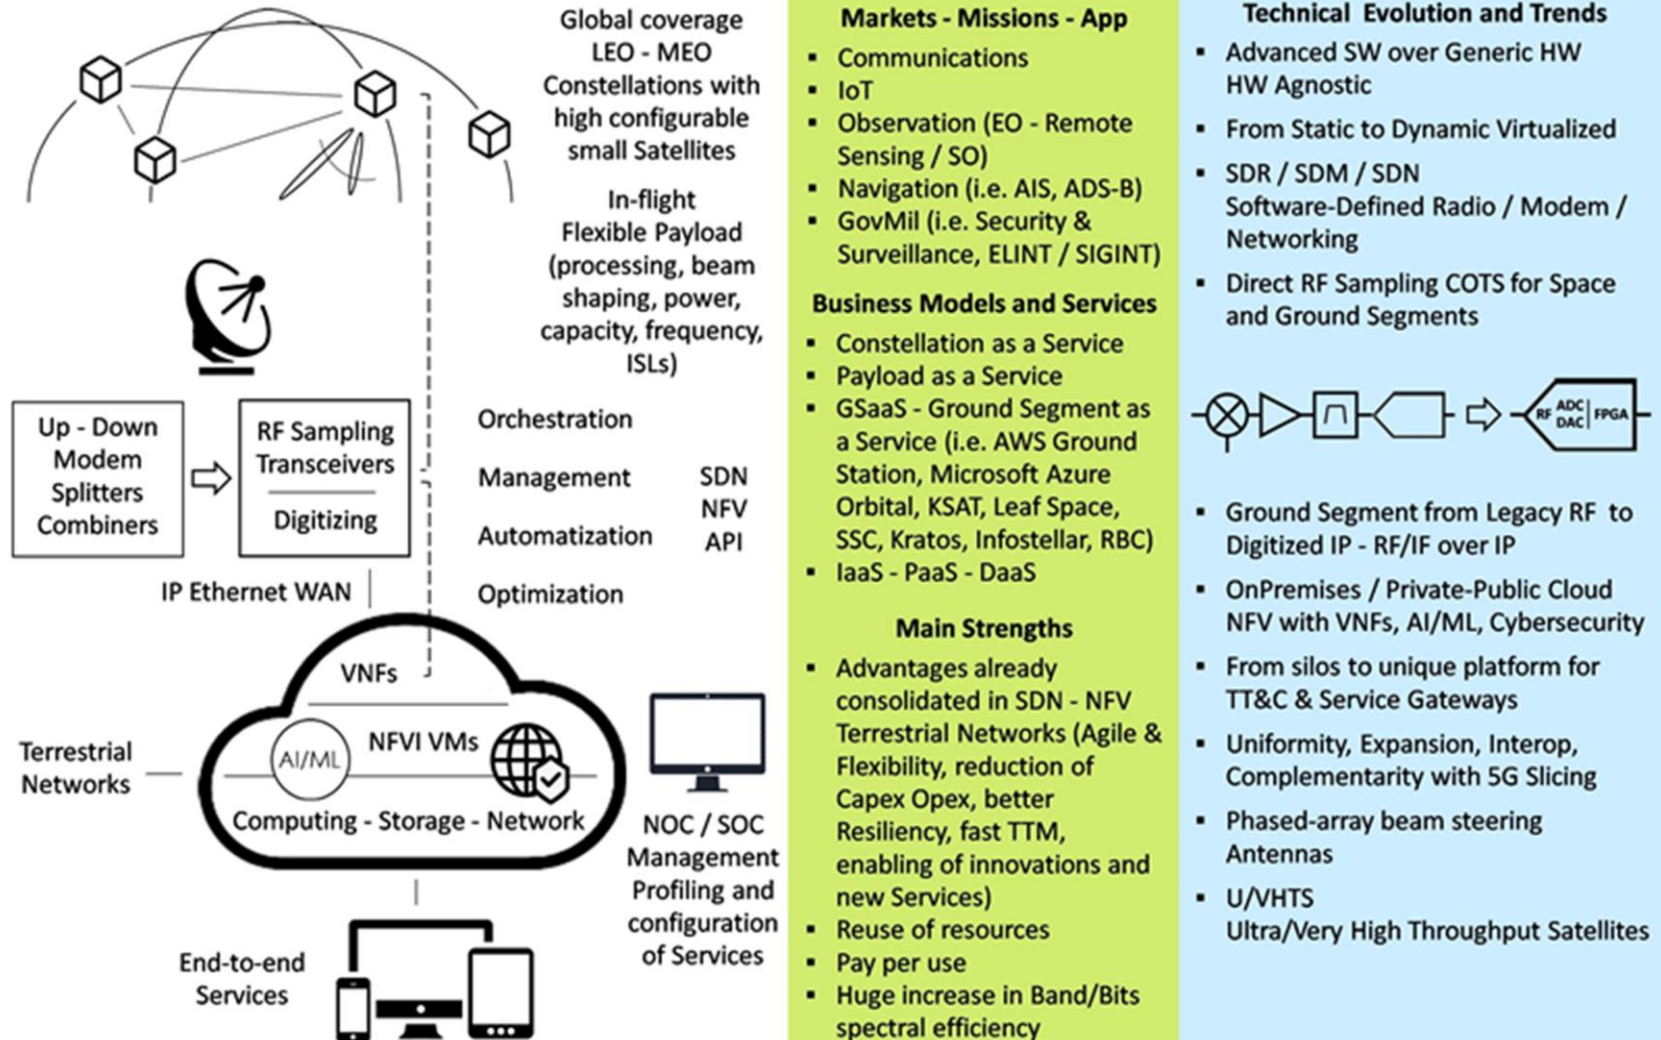 Global coverage
LEO - MEO
Constellations with
high configurable
small Satellites
In-flight
Flexible Payload
(processing, beam
shaping, power,
capacity, frequency,
ISLs)
Up - Down
Modem
Splitters
Combiners
RF Sampling
Transceivers
Digitizing
Orchestration
Management
Automatization
Optimization
SDN
NFV
API
IP Ethernet WAN
VNFs
AI/ML
NFVI VMs
Computing - Storage - Network
Terrestrial
Networks
NOC / SOC
Management
Profiling and
configuration
of Services
End-to-end
Services
Markets - Missions - App
▪ Communications
▪ IoT
▪ Observation (EO - Remote
Sensing / SO)
▪ Navigation (i.e. AIS, ADS-B)
▪ GovMil (i.e. Security &
Surveillance, ELINT / SIGINT)
Business Models and Services
▪ Constellation as a Service
▪ Payload as a Service
▪ GSaaS - Ground Segment as
a Service (i.e. AWS Ground
Station, Microsoft Azure
Orbital, KSAT, Leaf Space,
SSC, Kratos, Infostellar, RBC)
▪ IaaS - PaaS - DaaS
Main Strengths
▪ Advantages already
consolidated in SDN - NFV
Terrestrial Networks (Agile &
Flexibility, reduction of
Capex Opex, better
Resiliency, fast TTM,
enabling of innovations and
new Services)
▪ Reuse of resources
▪ Pay per use
▪ Huge increase in Band/Bits
spectral efficiency
Technical Evolution and Trends
▪ Advanced SW over Generic HW
HW Agnostic
▪ From Static to Dynamic Virtualized
▪ SDR / SDM / SDN
Software-Defined Radio / Modem /
Networking
▪ Direct RF Sampling COTS for Space
and Ground Segments
RF ADC DAC FPGA
▪ Ground Segment from Legacy RF to
Digitized IP - RF/IF over IP
▪ OnPremises / Private-Public Cloud
NFV with VNFs, AI/ML, Cybersecurity
▪ From silos to unique platform for
TT&C & Service Gateways
▪ Uniformity, Expansion, Interop,
Complementarity with 5G Slicing
▪ Phased-array beam steering
Antennas
▪ U/VHTS
Ultra/Very High Throughput Satellites